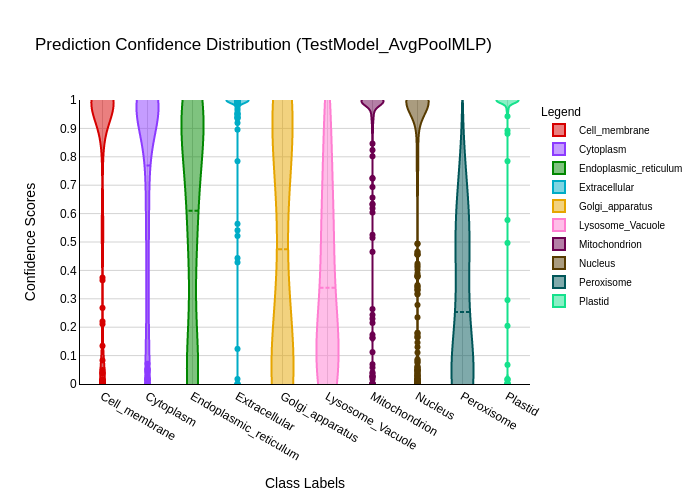 Prediction Confidence Distribution (TestModel_AvgPoolMLP)
Legend
Cell_membrane
Cytoplasm
Endoplasmic_reticulum
Extracellular
Golgi_apparatus
Lysosome_Vacuole
Mitochondrion
Nucleus
Peroxisome
Plastid
Confidence Scores
1
0.9
0.8
0.7
0.6
0.5
0.4
0.3
0.2
0.1
0
Cell_membrane
Cytoplasm
Endoplasmic_reticulum
Extracellular
Golgi_apparatus
Lysosome_Vacuole
Mitochondrion
Nucleus
Peroxisome
Plastid
Class Labels